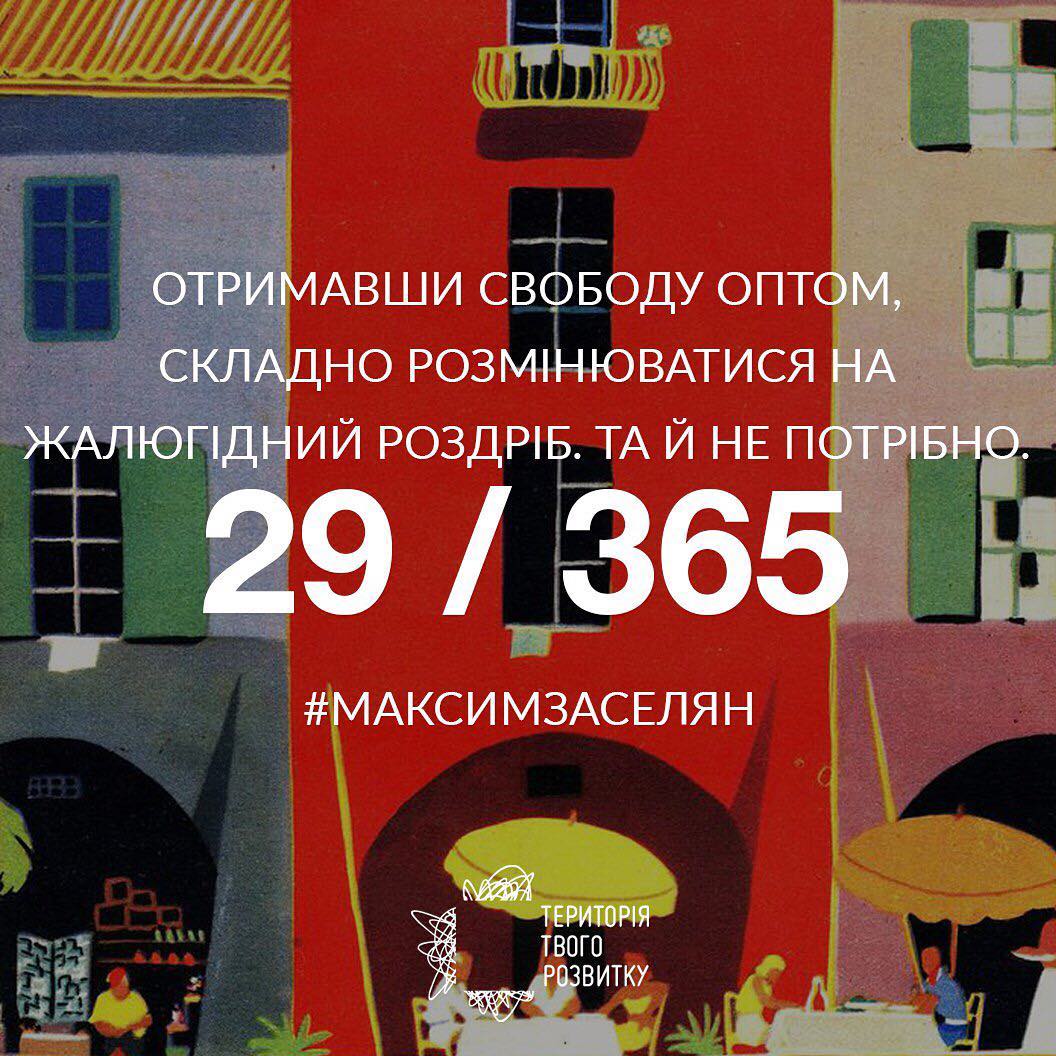 ОТРИМАВШИ СВОБОДУ ОПТОМ,
СКЛАДНО РОЗМІНЮВАТИСЯ НА
ЖАЛЮГІДНИЙ РОЗДРІБ. ТА Й НЕ ПОТРІБНО.
29 / 365
#МАКСИМЗАСЕЛЯН
ТЕРИТОРІЯ
ТВОГО
РОЗВИТКУ